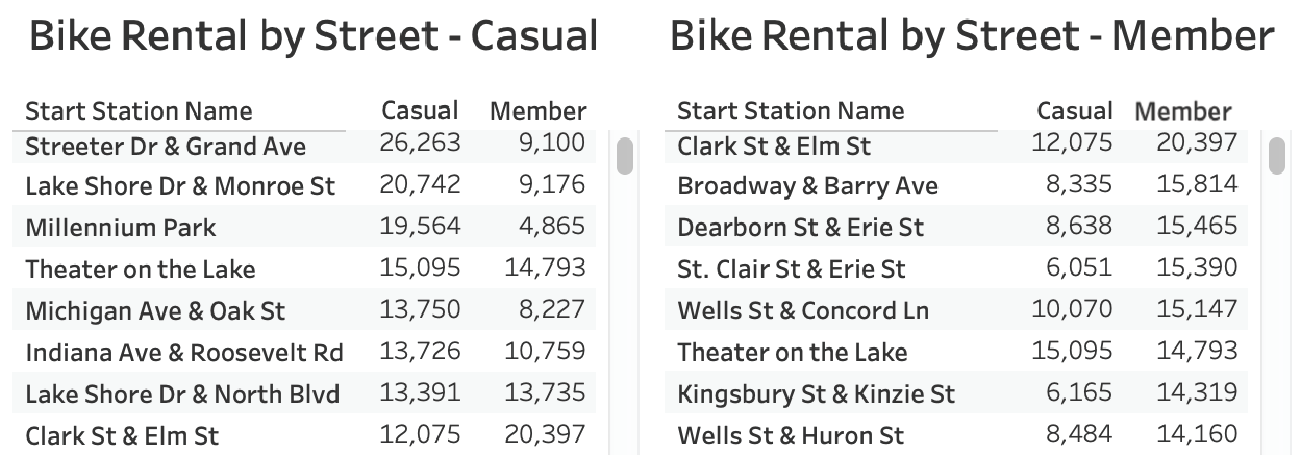 Bike Rental by Street - Casual
Start Station Name Casual Member
Streeter Dr & Grand Ave 26,263 9,100
Lake Shore Dr & Monroe St 20,742 9,176
Millennium Park 19,564 4,865
Theater on the Lake 15,095 14,793
Michigan Ave & Oak St 13,750 8,227
Indiana Ave & Roosevelt Rd 13,726 10,759
Lake Shore Dr & North Blvd 13,391 13,735
Clark St & Elm St 12,075 20,397
Bike Rental by Street - Member
Start Station Name Casual Member
Clark St & Elm St 12,075 20,397
Broadway & Barry Ave 8,335 15,814
Dearborn St & Erie St 8,638 15,465
St. Clair St & Erie St 6,051 15,390
Wells St & Concord Ln 10,070 15,147
Theater on the Lake 15,095 14,793
Kingsbury St & Kinzie St 6,165 14,319
Wells St & Huron St 8,484 14,160